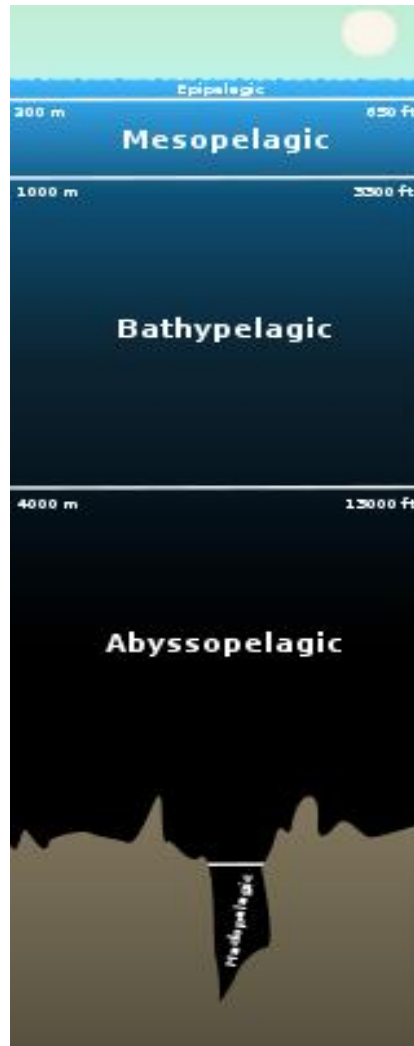 Epipelagic
200 m 650 ft
Mesopelagic
1000 m 3300 ft
Bathypelagic
4000 m 13000 ft
Abyssopelagic
Hadopelagic